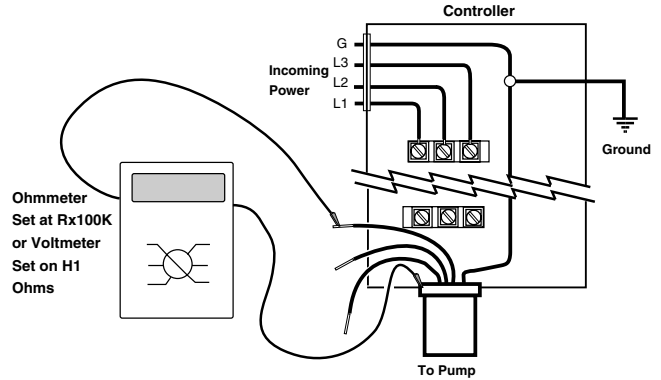 Controller
G
L3
L2
L1
Incoming
Power
Ground
Ohmmeter
Set at Rx100K
or Voltmeter
Set on H1
Ohms
To Pump